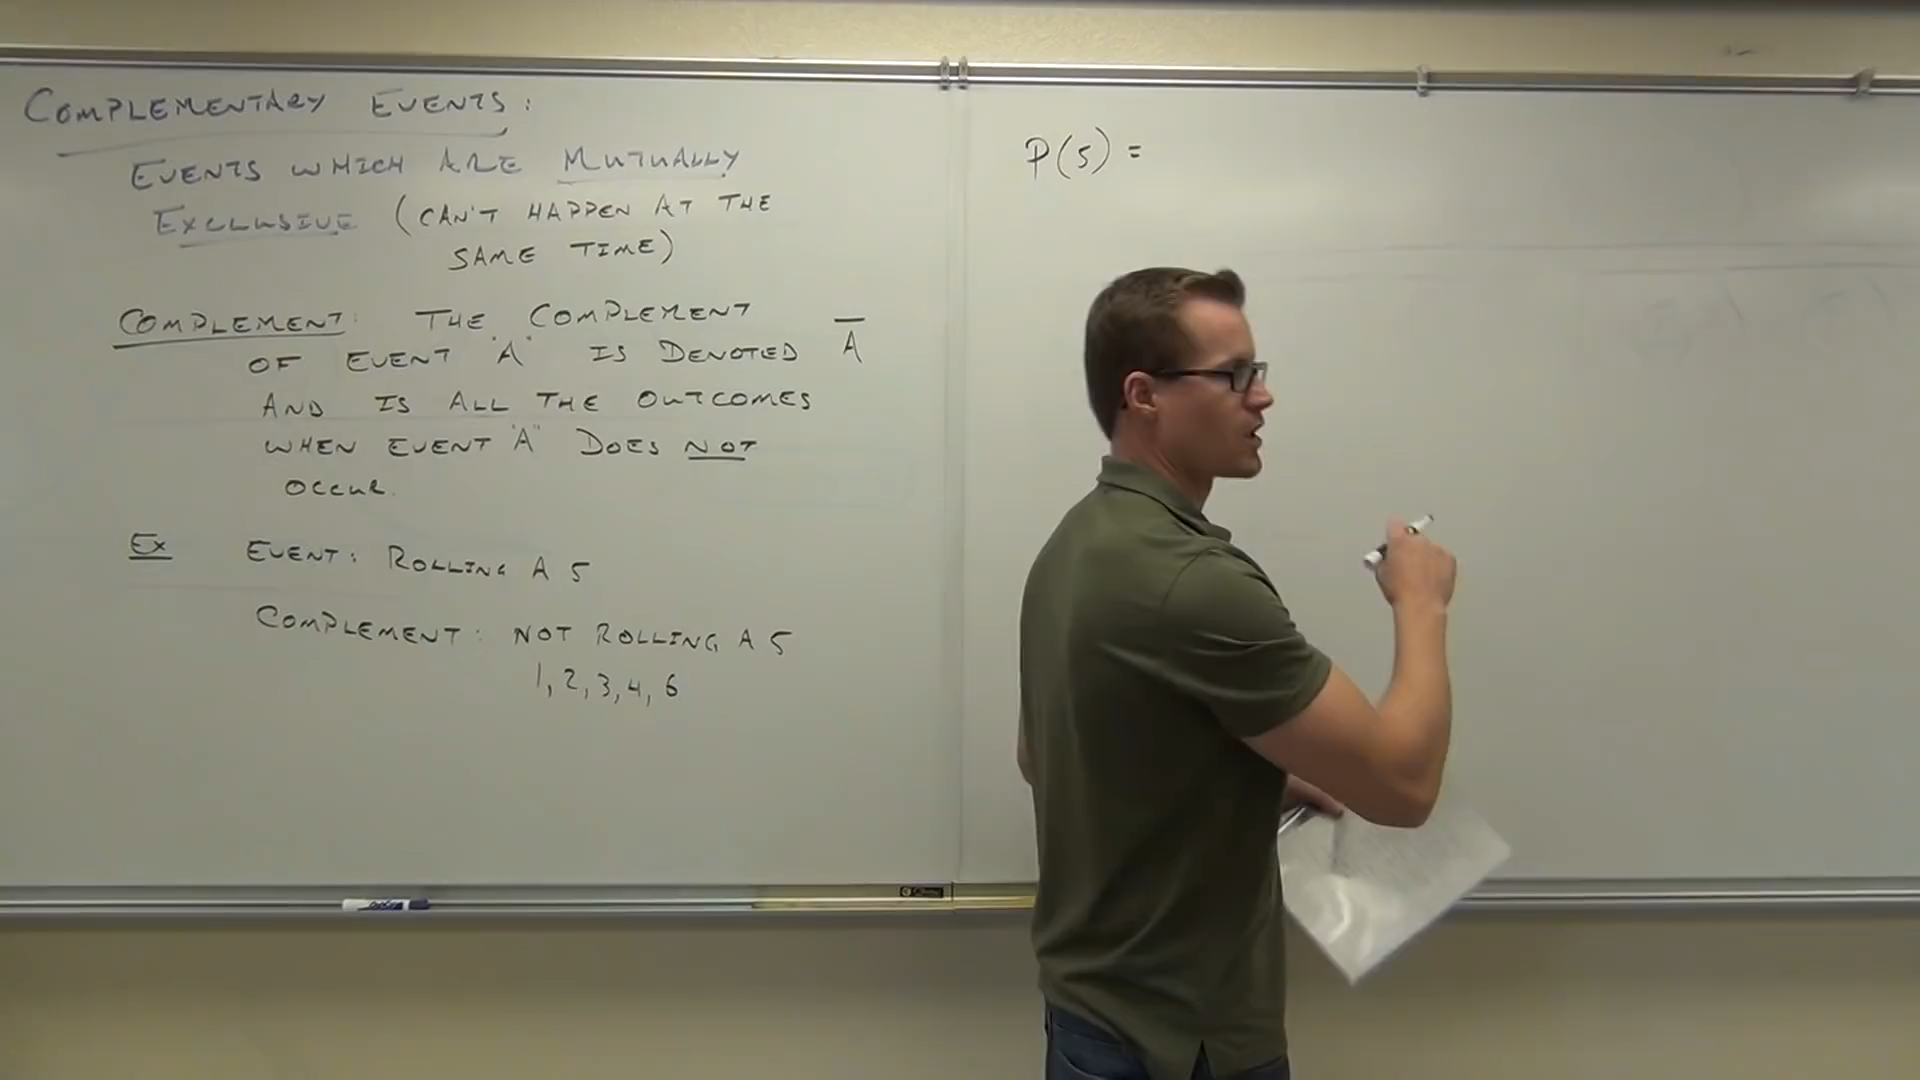 COMPLEMENTARY EVENTS:
EVENTS WHICH ARE MUTUALLY
EXCLUSIVE (CAN'T HAPPEN AT THE
SAME TIME)
COMPLEMENT: THE COMPLEMENT
OF EVENT "A" IS DENOTED A̅
AND IS ALL THE OUTCOMES
WHEN EVENT "A" DOES NOT
OCCUR.
EX EVENT: ROLLING A 5
COMPLEMENT: NOT ROLLING A 5
1, 2, 3, 4, 6
P(5) =